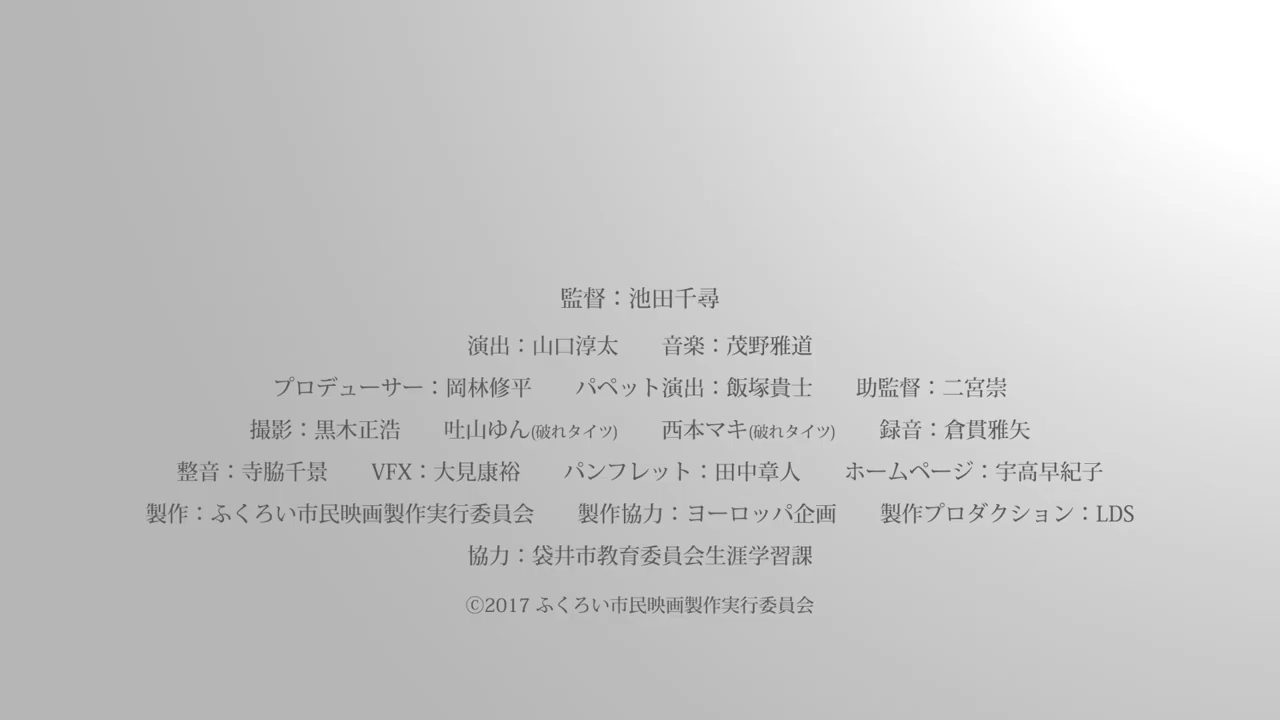 監督：池田千尋
演出：山口淳太　　音楽：茂野雅道
プロデューサー：岡林修平　　パペット演出：飯塚貴士　　助監督：二宮崇
撮影：黒木正浩　　吐山ゆん(破れタイツ)　　西本マキ(破れタイツ)　　録音：倉貫雅矢
整音：寺脇千景　　VFX：大見康裕　　パンフレット：田中章人　　ホームページ：宇高早紀子
製作：ふくろい市民映画製作実行委員会　　製作協力：ヨーロッパ企画　　製作プロダクション：LDS
協力：袋井市教育委員会生涯学習課
Ⓒ2017 ふくろい市民映画製作実行委員会